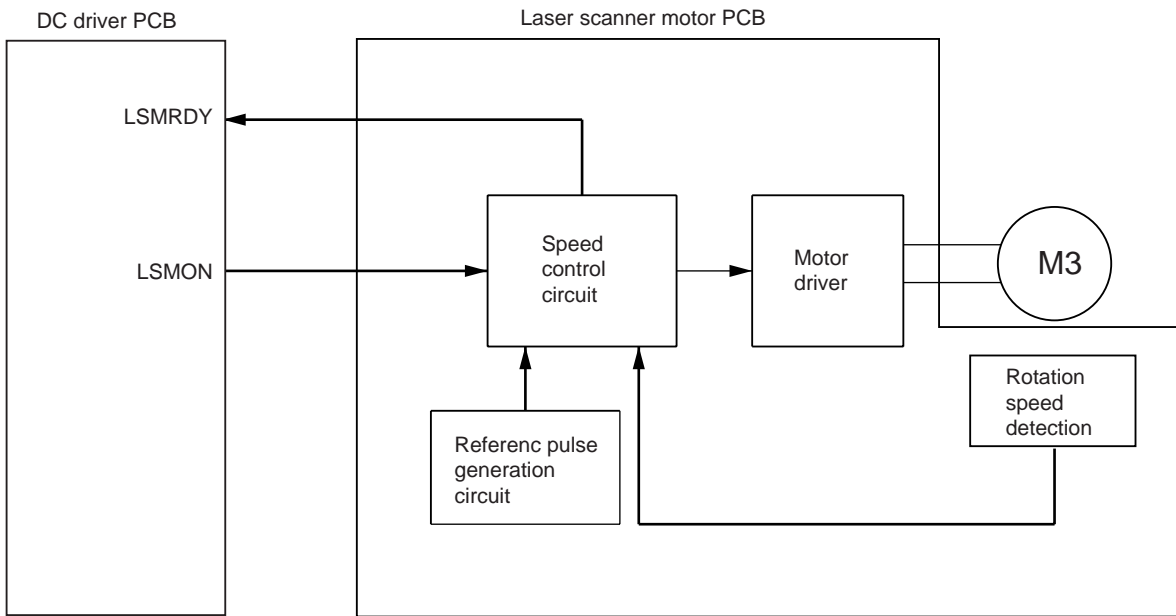 DC driver PCB
Laser scanner motor PCB
LSMRDY
LSMON
Speed
control
circuit
Motor
driver
M3
Referenc pulse
generation
circuit
Rotation
speed
detection